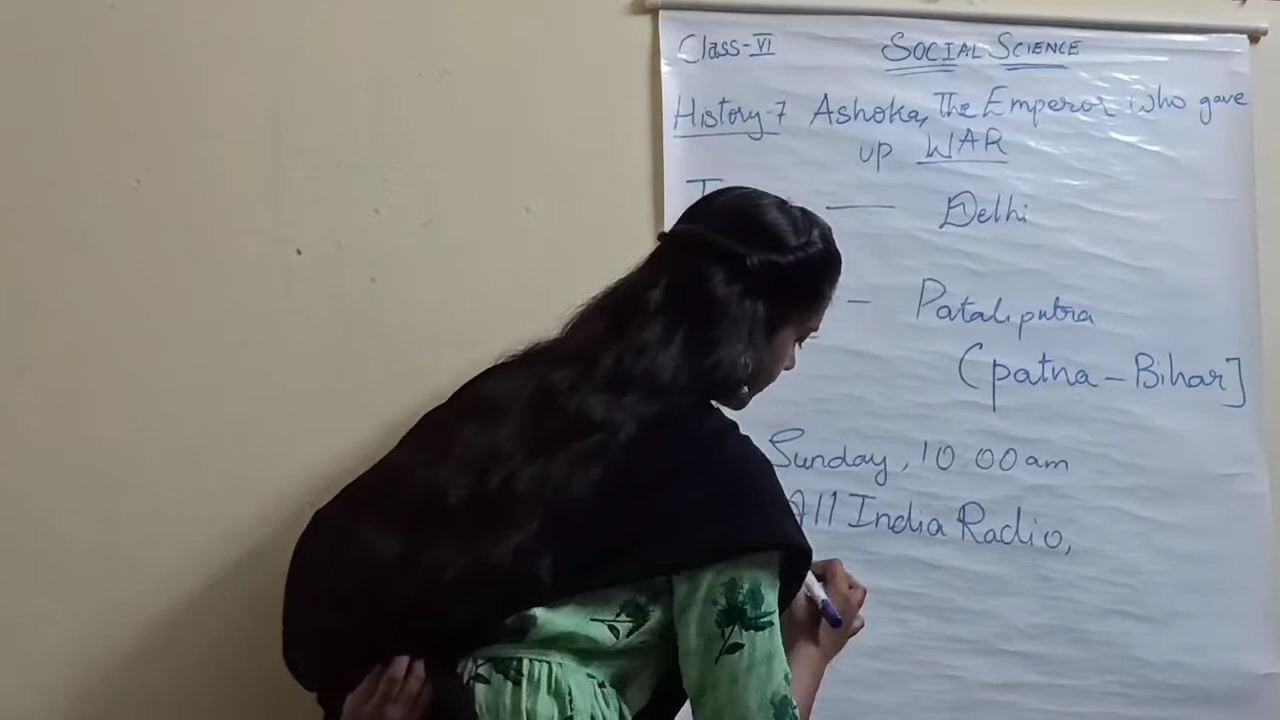 Class-VI SOCIAL SCIENCE
History-7 Ashoka, The Emperor who gave
up WAR
— Delhi
– Pataliputra
(patna – Bihar]
Sunday, 10 00 am
All India Radio,